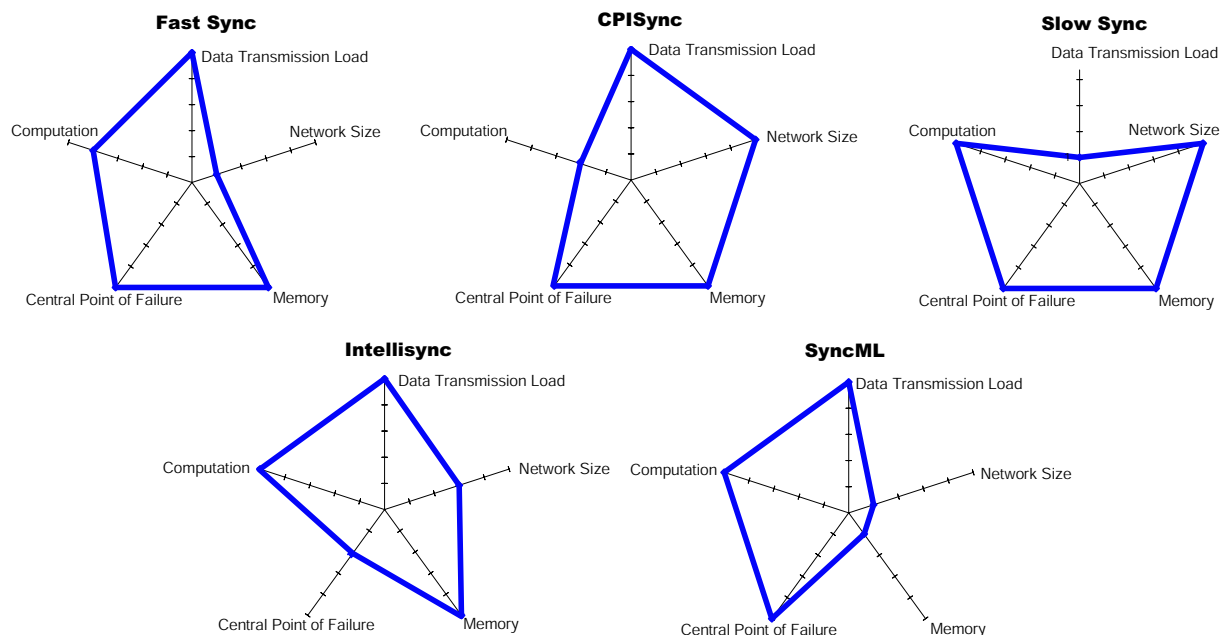 Fast Sync
Data Transmission Load
Computation
Network Size
Central Point of Failure
Memory
CPISync
Data Transmission Load
Computation
Network Size
Central Point of Failure
Memory
Slow Sync
Data Transmission Load
Computation
Network Size
Central Point of Failure
Memory
Intellisync
Data Transmission Load
Computation
Network Size
Central Point of Failure
Memory
SyncML
Data Transmission Load
Computation
Network Size
Central Point of Failure
Memory